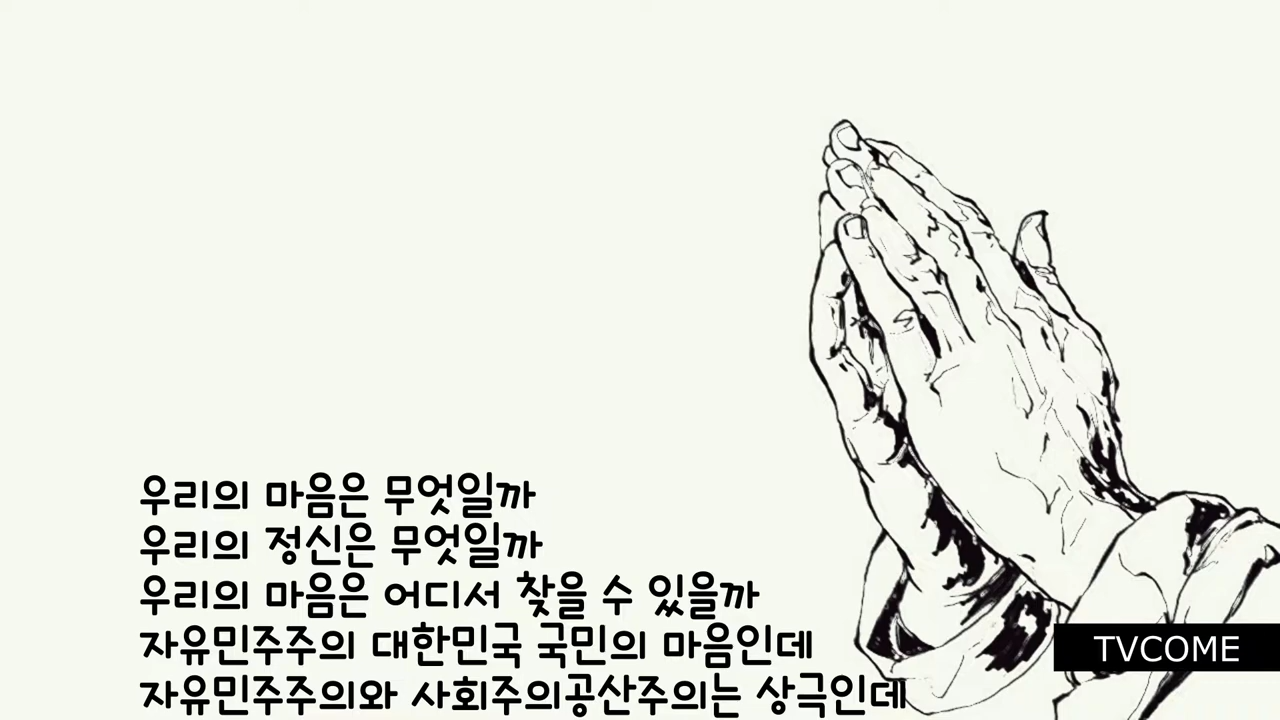 우리의 마음은 무엇일까
우리의 정신은 무엇일까
우리의 마음은 어디서 찾을 수 있을까
자유민주주의 대한민국 국민의 마음인데
자유민주주의와 사회주의공산주의는 상극인데
TVCOME